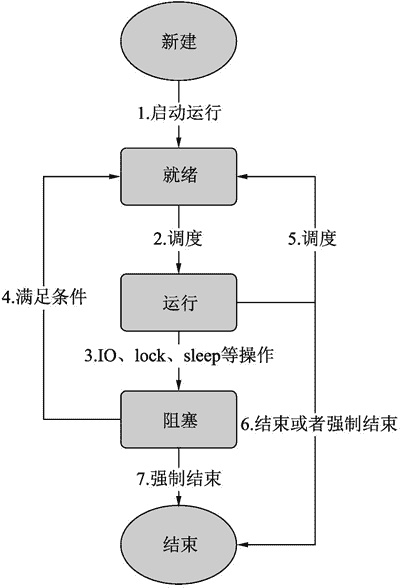 新建
1.启动运行
就绪
2.调度
5.调度
4.满足条件
运行
3.IO、lock、sleep等操作
阻塞
6.结束或者强制结束
7.强制结束
结束